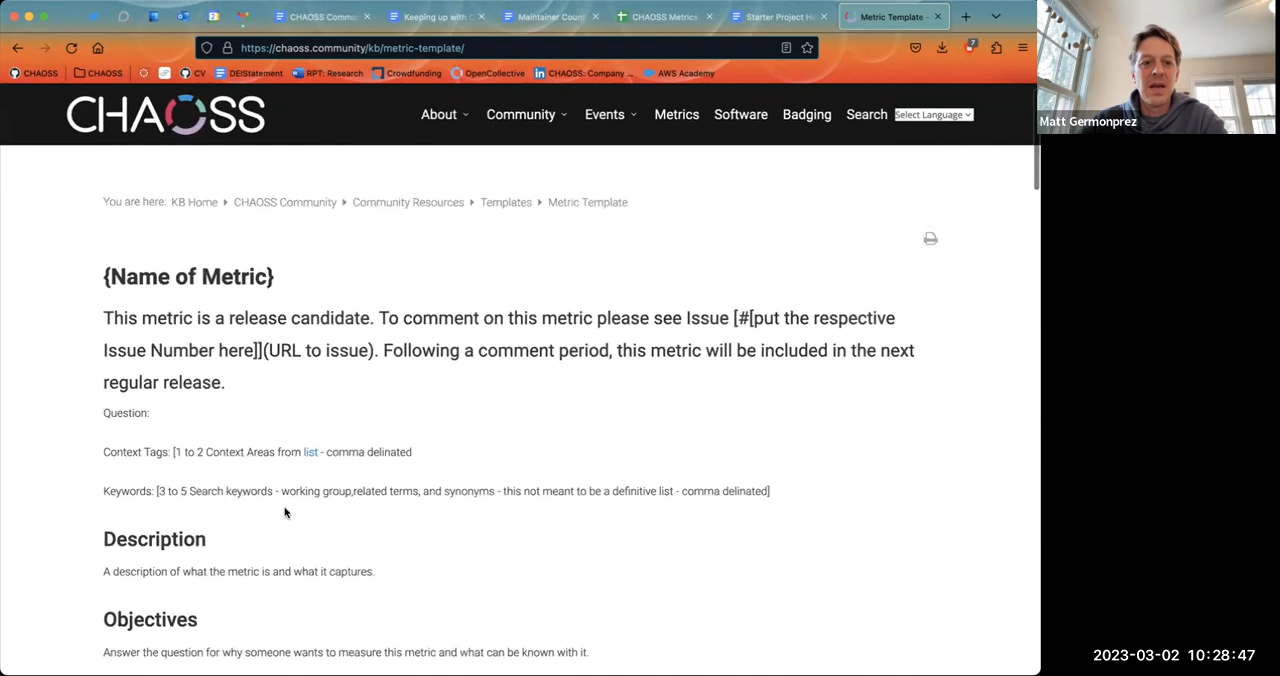 CHAOSS Commu
Keeping up with C
Maintainer Coun
CHAOSS Metrics
Starter Project He
Metric Template -
https://chaoss.community/kb/metric-template/
7
CHAOSS
CHAOSS
CV
DEIStatement
RPT: Research
Crowdfunding
OpenCollective
CHAOSS: Company ...
AWS Academy
CHAOSS
About
Community
Events
Metrics
Software
Badging
Search
Select Language
You are here: KB Home CHAOSS Community Community Resources Templates Metric Template
{Name of Metric}
This metric is a release candidate. To comment on this metric please see Issue [#[put the respective
Issue Number here]](URL to issue). Following a comment period, this metric will be included in the next
regular release.
Question:
Context Tags: [1 to 2 Context Areas from list - comma delinated
Keywords: [3 to 5 Search keywords - working group,related terms, and synonyms - this not meant to be a definitive list - comma delinated]
Description
A description of what the metric is and what it captures.
Objectives
Answer the question for why someone wants to measure this metric and what can be known with it.
Matt Germonprez
2023-03-02 10:28:47